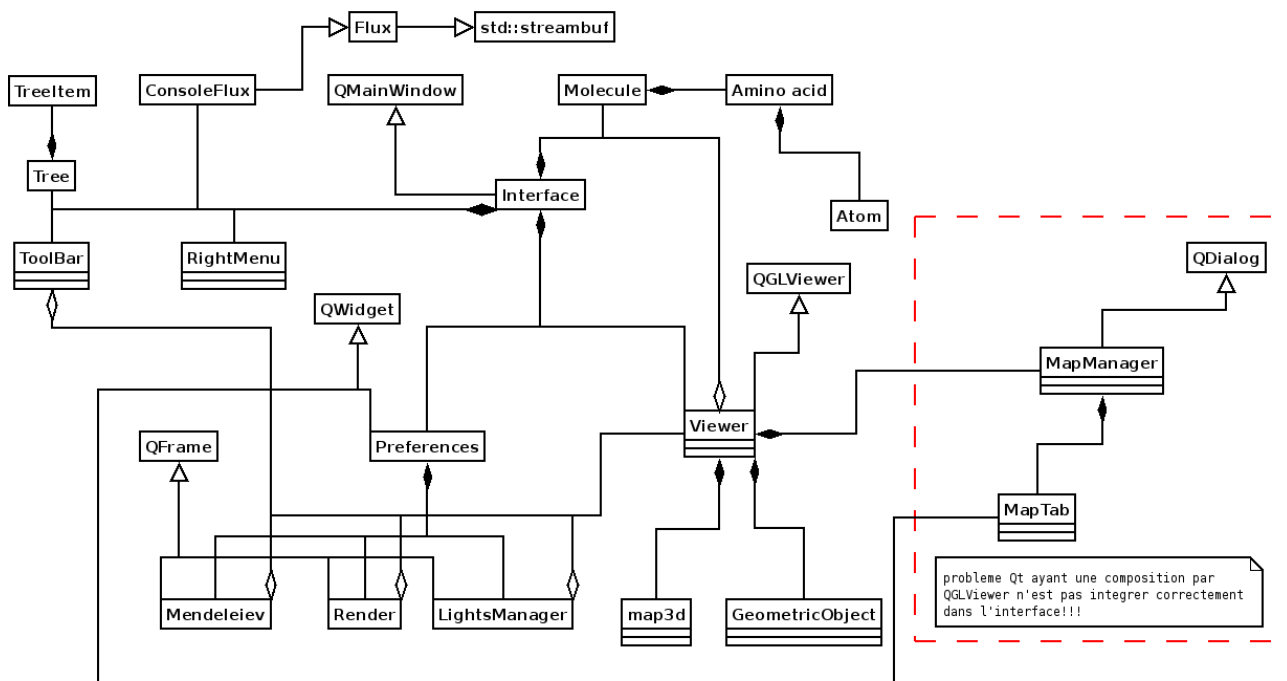 Flux
std::streambuf
TreeItem
ConsoleFlux
QMainWindow
Molecule
Amino acid
Tree
Interface
Atom
ToolBar
RightMenu
QDialog
QGLViewer
QWidget
MapManager
Viewer
QFrame
Preferences
MapTab
probleme Qt ayant une composition par
QGLViewer n'est pas integrer correctement
dans l'interface!!!
Mendeleiev
Render
LightsManager
map3d
GeometricObject